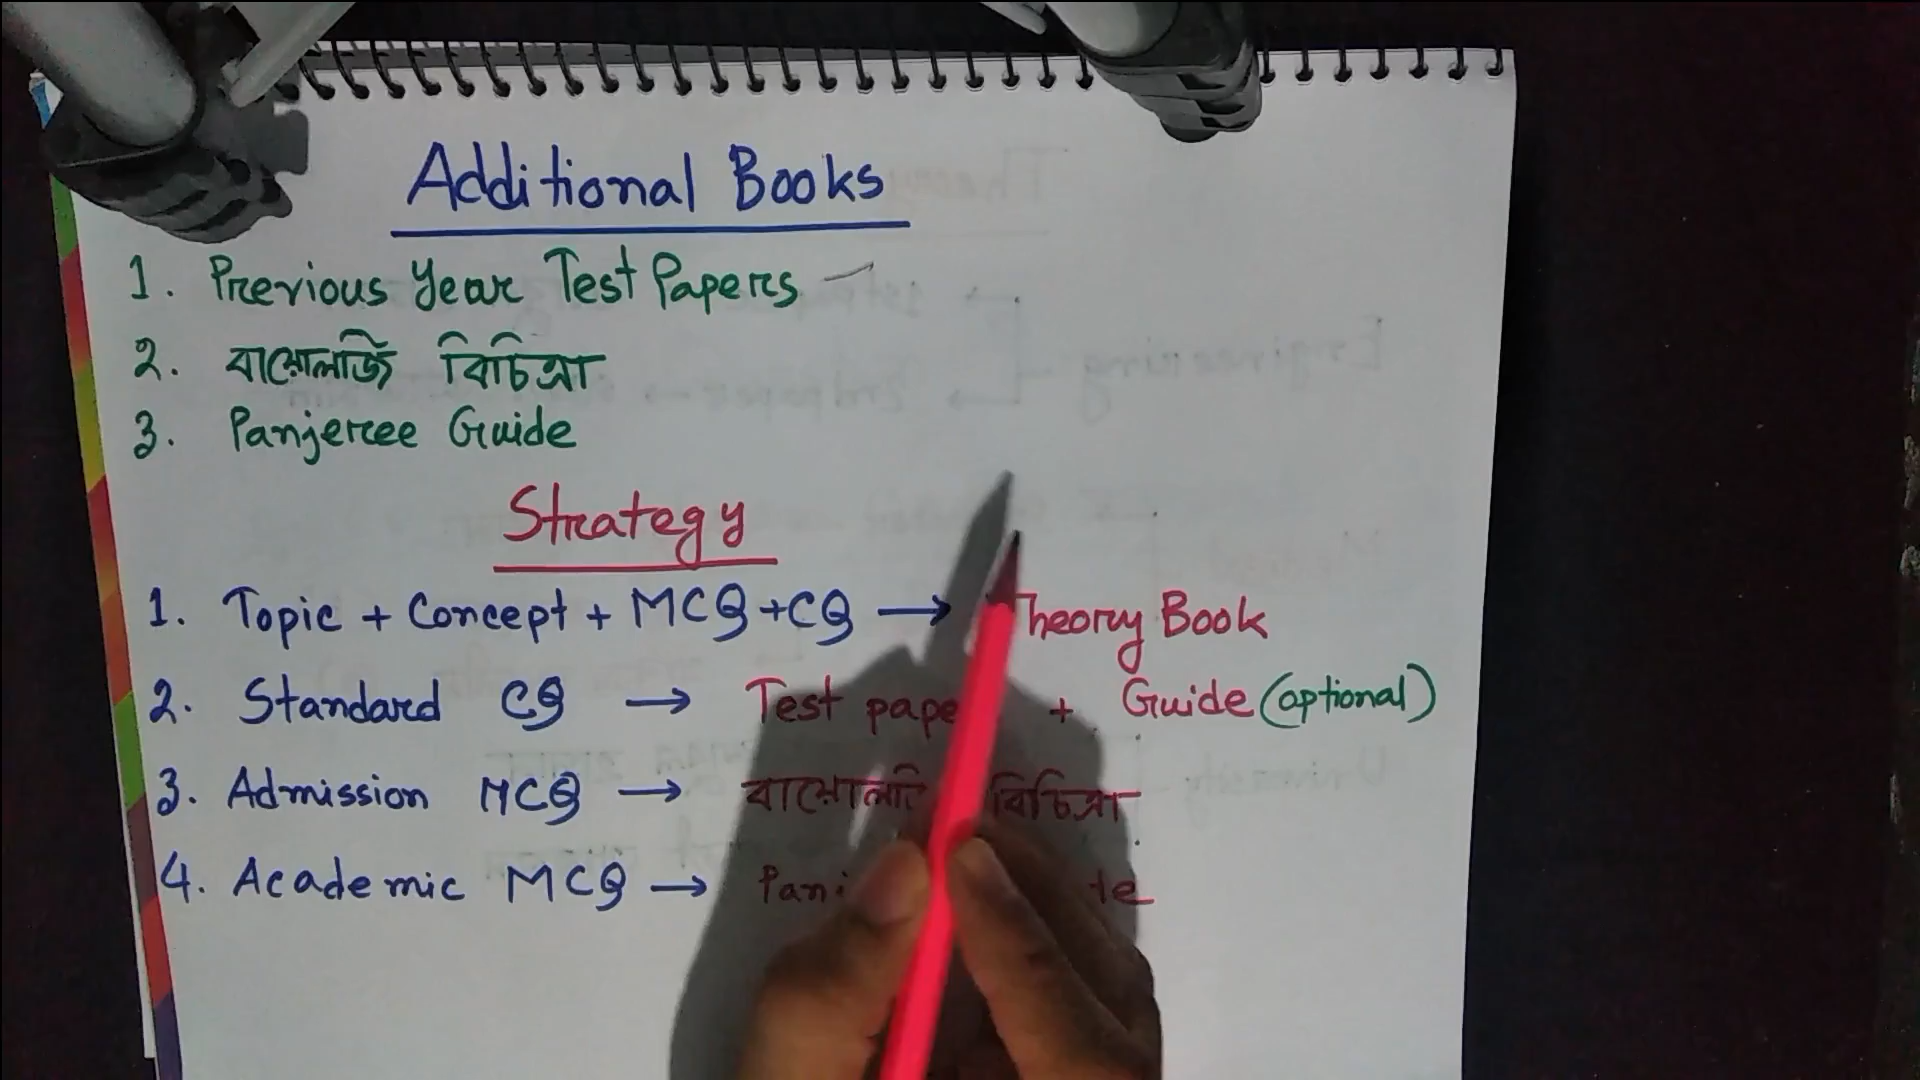 Additional Books
1. Previous Year Test Papers
2. বায়োলজি বিচিত্রা
3. Panjeree Guide
Strategy
1. Topic + Concept + MCQ + CQ → Theory Book
2. Standard CQ → Test pape + Guide (optional)
3. Admission MCQ → বিচিত্রা
4. Academic MCQ →